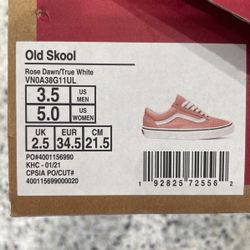 Old Skool
Rose Dawn/True White
VN0A38G11UL
3.5 US MEN
5.0 US WOMEN
UK EUR CM
2.5 34.5 21.5
PO#4001156990
KHC - 01/21
CPSIA PO/CUT#
400115699000020
1 92825 72556 2